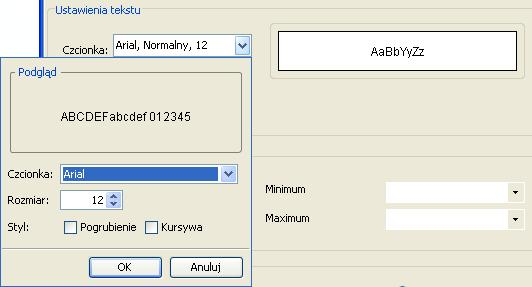 Ustawienia tekstu
Czcionka: Arial, Normalny, 12
AaBbYyZz
Podgląd
ABCDEFabcdef 012345
Czcionka: Arial
Rozmiar: 12
Styl: Pogrubienie Kursywa
OK Anuluj
Minimum
Maximum